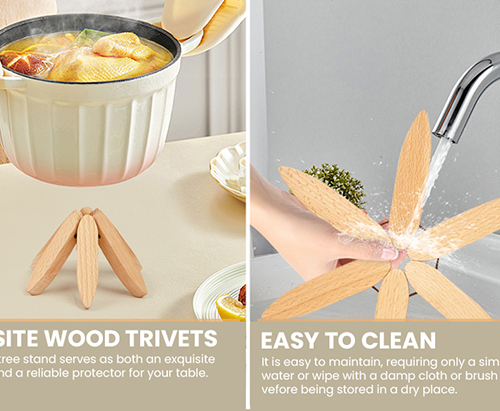 SITE WOOD TRIVETS
tree stand serves as both an exquisite
nd a reliable protector for your table.
EASY TO CLEAN
It is easy to maintain, requiring only a sim
water or wipe with a damp cloth or brush
vefore being stored in a dry place.